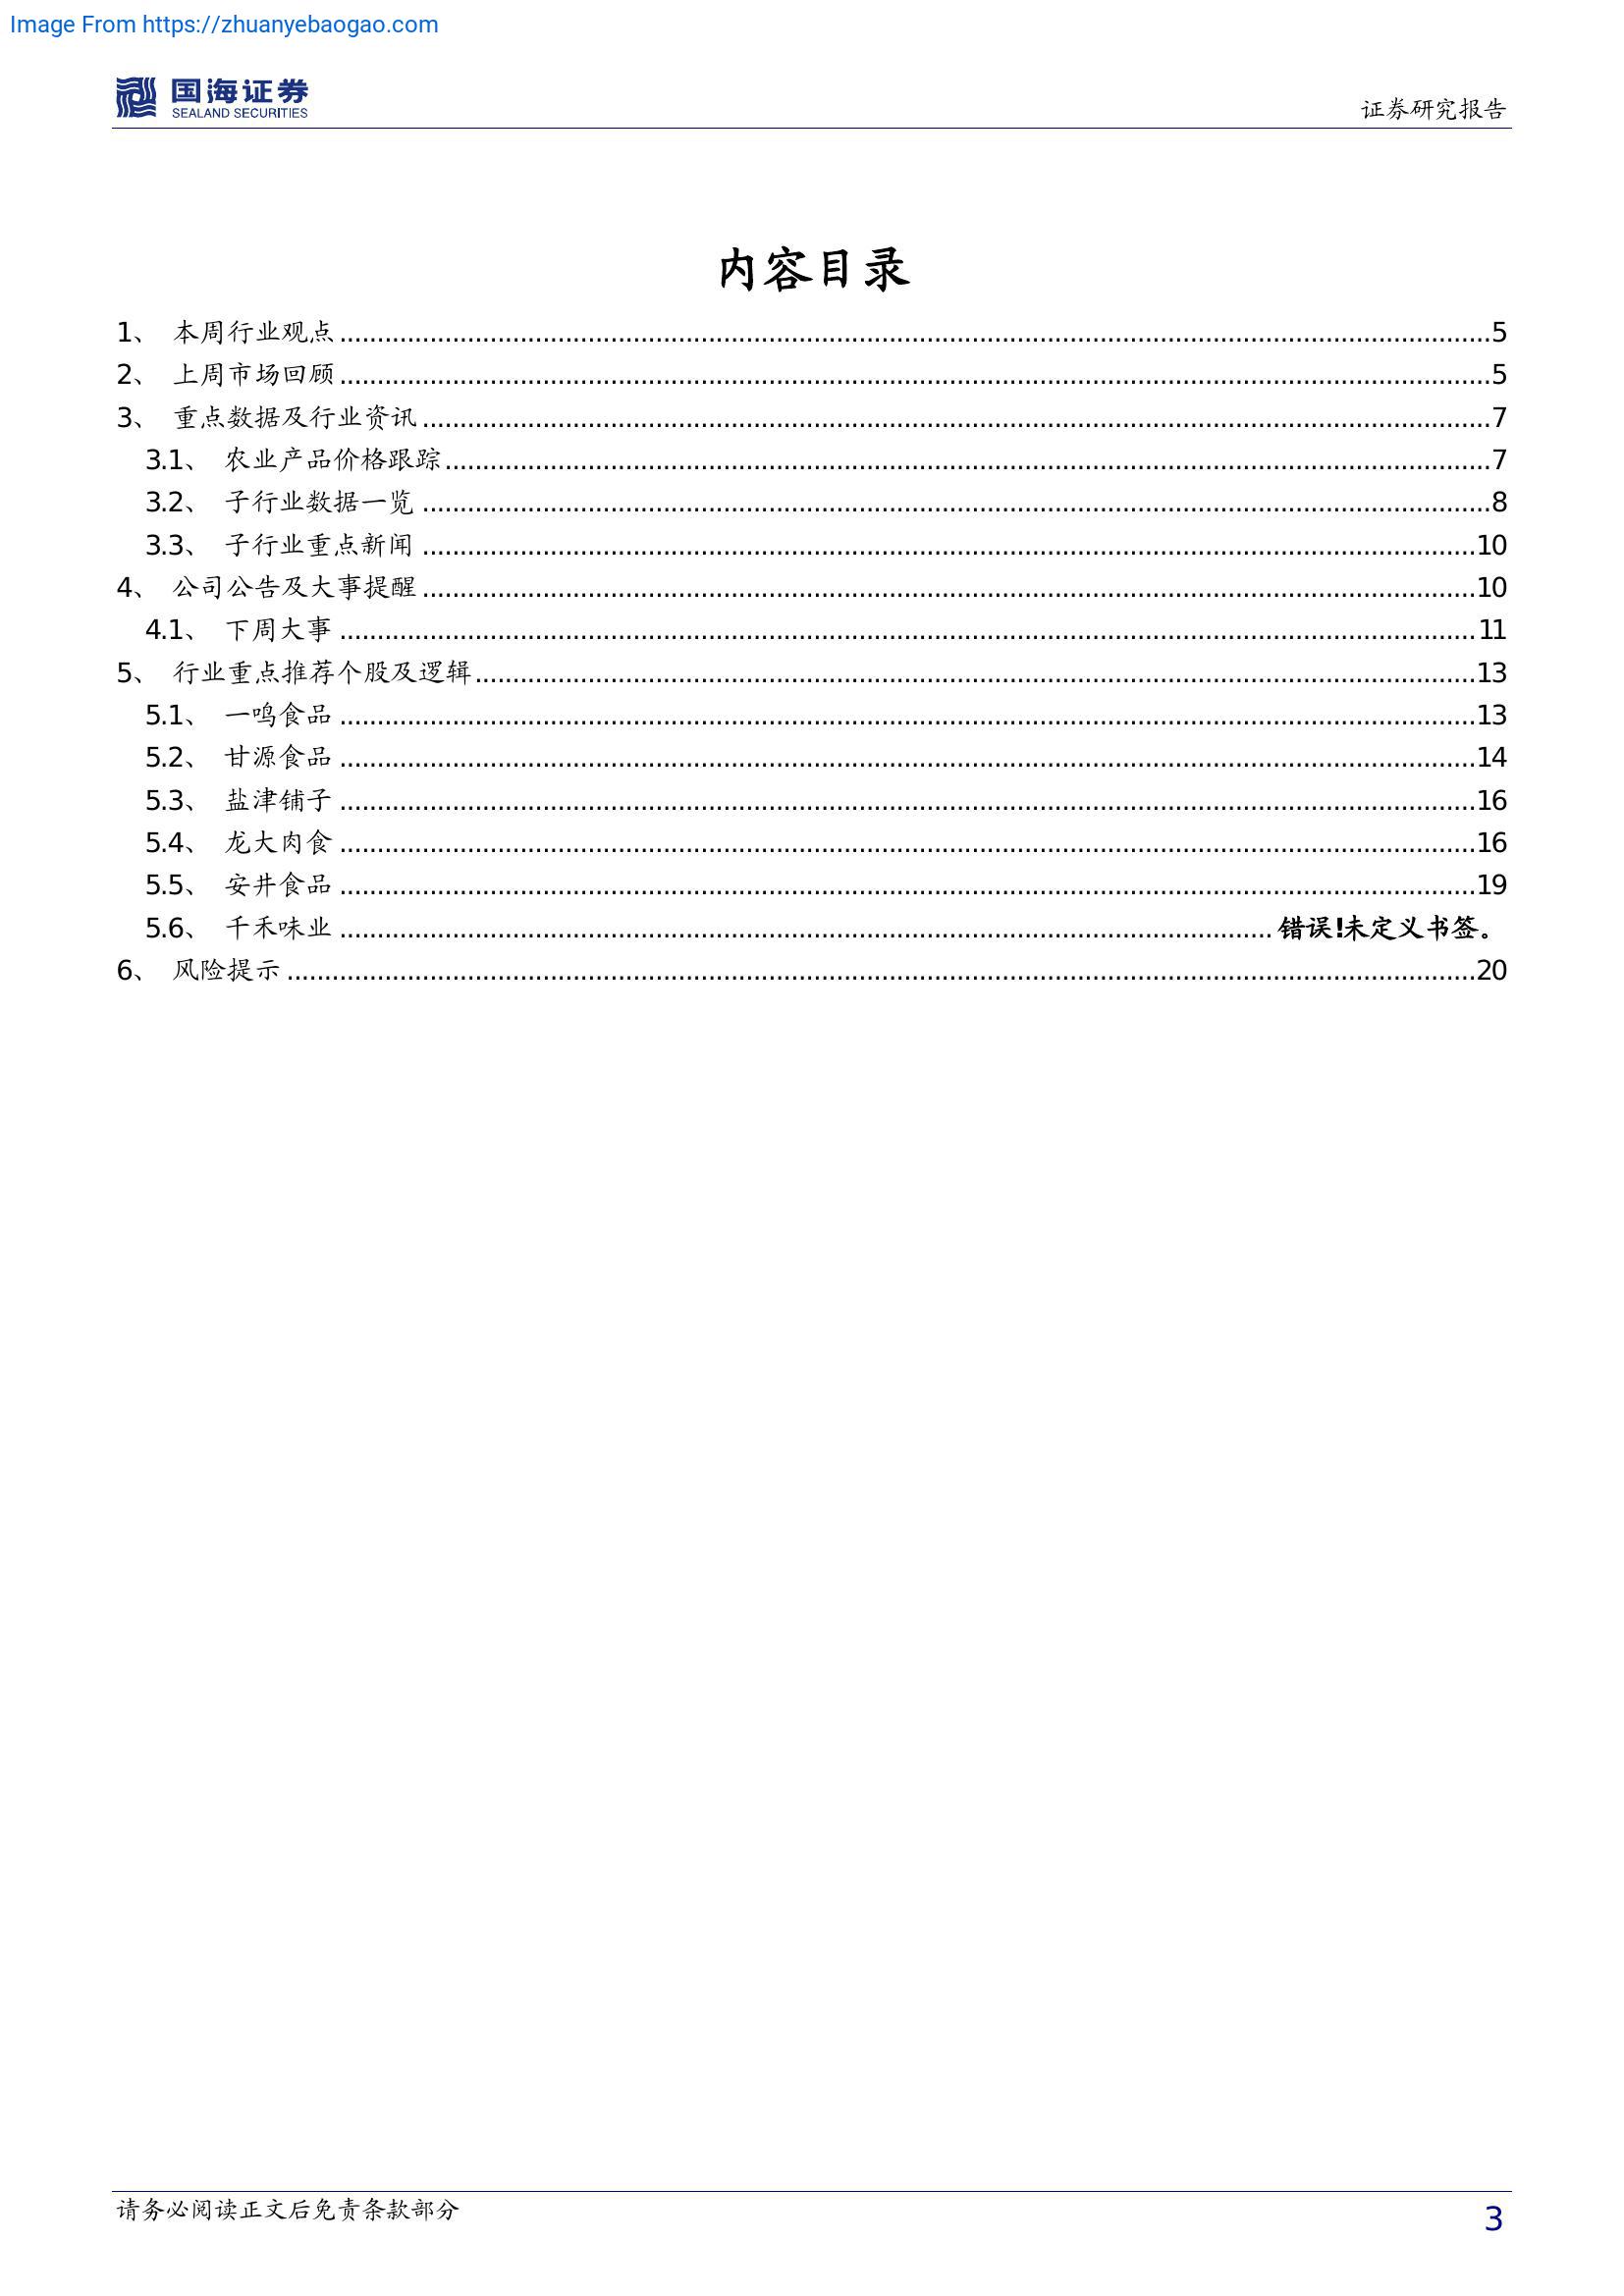 Image From https://zhuanyebaogao.com
国海证券
SEALAND SECURITIES
证券研究报告
内容目录
1、 本周行业观点 5
2、 上周市场回顾 5
3、 重点数据及行业资讯 7
3.1、 农业产品价格跟踪 7
3.2、 子行业数据一览 8
3.3、 子行业重点新闻 10
4、 公司公告及大事提醒 10
4.1、 下周大事 11
5、 行业重点推荐个股及逻辑 13
5.1、 一鸣食品 13
5.2、 甘源食品 14
5.3、 盐津铺子 16
5.4、 龙大肉食 16
5.5、 安井食品 19
5.6、 千禾味业 错误!未定义书签。
6、 风险提示 20
请务必阅读正文后免责条款部分
3